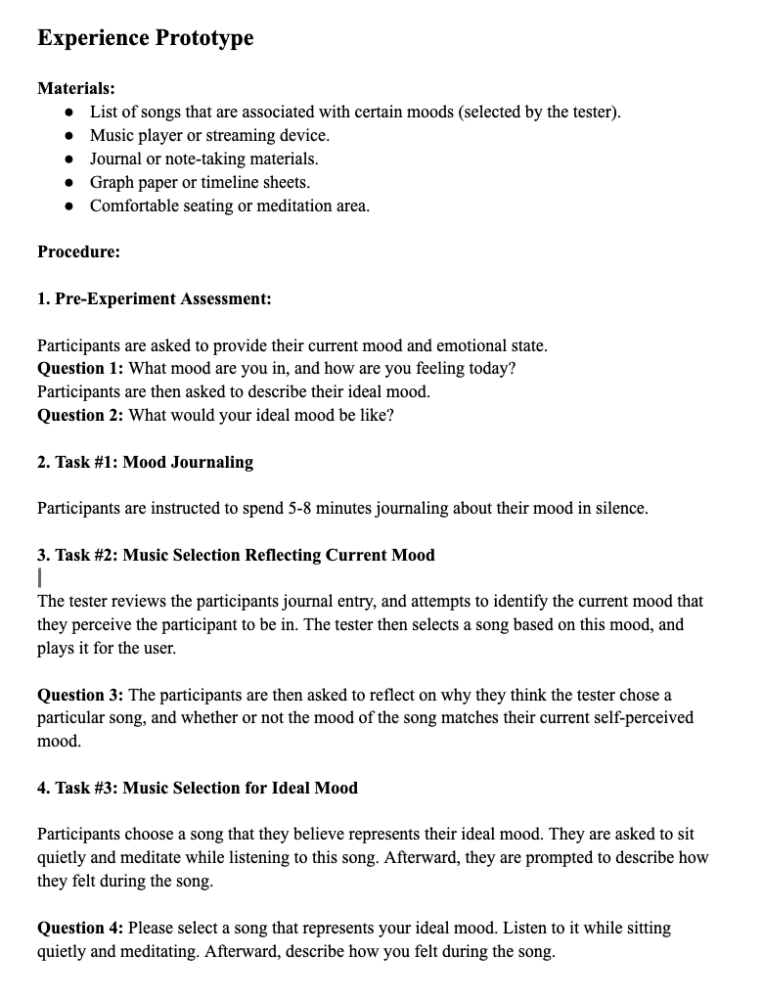 Experience Prototype
Materials:
● List of songs that are associated with certain moods (selected by the tester).
● Music player or streaming device.
● Journal or note-taking materials.
● Graph paper or timeline sheets.
● Comfortable seating or meditation area.
Procedure:
1. Pre-Experiment Assessment:
Participants are asked to provide their current mood and emotional state.
Question 1: What mood are you in, and how are you feeling today?
Participants are then asked to describe their ideal mood.
Question 2: What would your ideal mood be like?
2. Task #1: Mood Journaling
Participants are instructed to spend 5-8 minutes journaling about their mood in silence.
3. Task #2: Music Selection Reflecting Current Mood
The tester reviews the participants journal entry, and attempts to identify the current mood that
they perceive the participant to be in. The tester then selects a song based on this mood, and
plays it for the user.
Question 3: The participants are then asked to reflect on why they think the tester chose a
particular song, and whether or not the mood of the song matches their current self-perceived
mood.
4. Task #3: Music Selection for Ideal Mood
Participants choose a song that they believe represents their ideal mood. They are asked to sit
quietly and meditate while listening to this song. Afterward, they are prompted to describe how
they felt during the song.
Question 4: Please select a song that represents your ideal mood. Listen to it while sitting
quietly and meditating. Afterward, describe how you felt during the song.